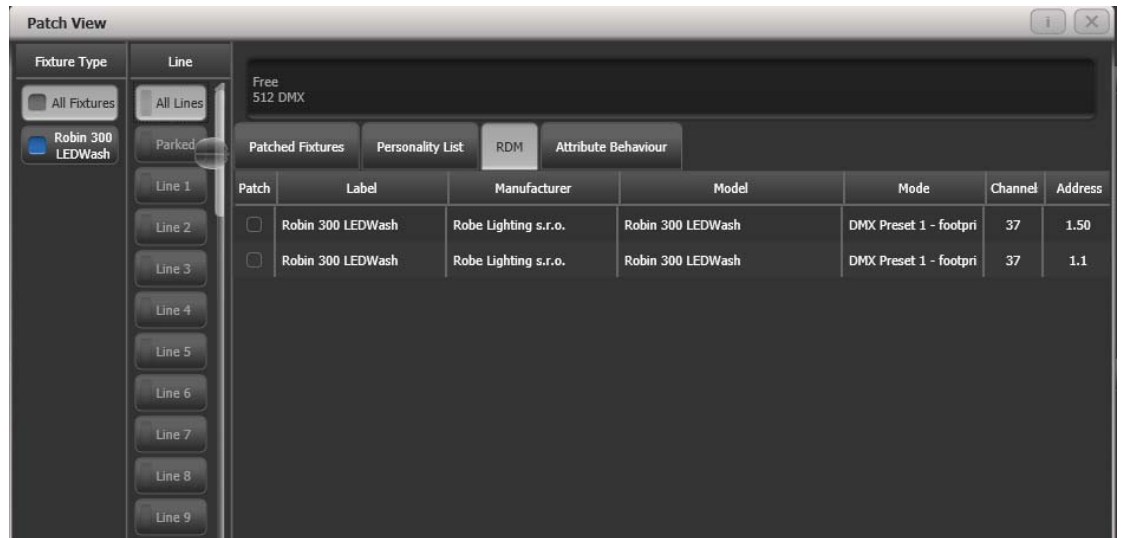 Patch View
i
Fixture Type
Line
All Fixtures
Robin 300
LEDWash
All Lines
Parked
Line 1
Line 2
Line 3
Line 4
Line 5
Line 6
Line 7
Line 8
Line 9
Free
512 DMX
Patched Fixtures
Personality List
RDM
Attribute Behaviour
Patch Label Manufacturer Model Mode Channel Address
Robin 300 LEDWash Robe Lighting s.r.o. Robin 300 LEDWash DMX Preset 1 - footpri 37 1.50
Robin 300 LEDWash Robe Lighting s.r.o. Robin 300 LEDWash DMX Preset 1 - footpri 37 1.1